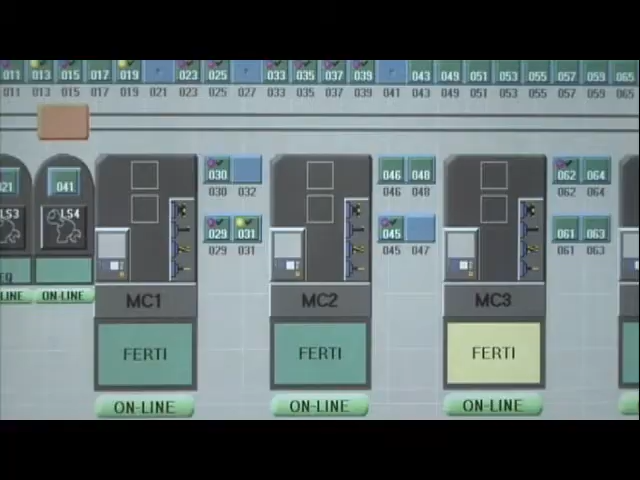 011 013 015 017 019 023 025 033 035 037 039 043 049 051 053 055 057 059 065
011 013 015 017 019 021 023 025 027 033 035 037 039 041 043 049 051 053 055 057 059 065
021 041
030 046 048 062 064
030 032 046 048 062 064
LS3 LS4
029 031 045 061 063
029 031 045 047 061 063
LINE ON-LINE
MC1 MC2 MC3
FERTI FERTI FERTI
ON-LINE ON-LINE ON-LINE